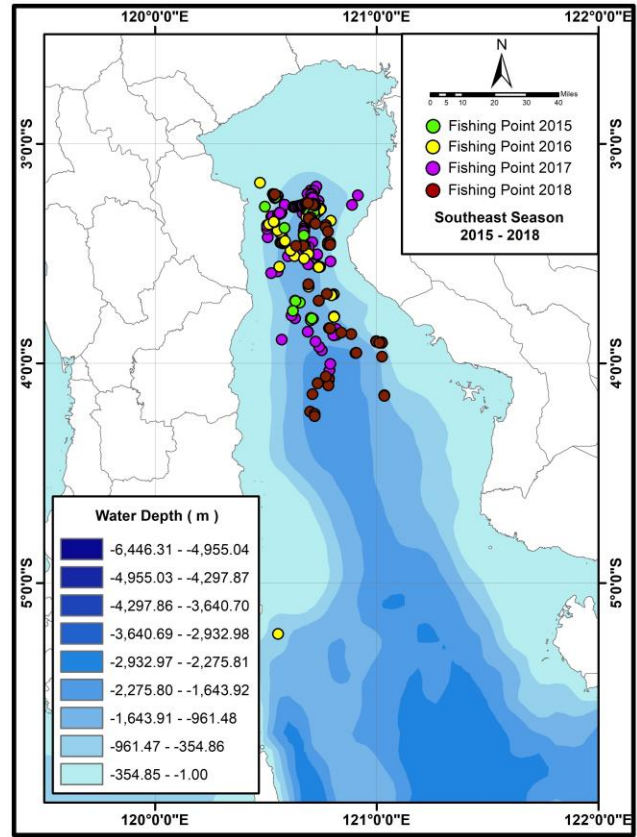 120°0'0"E 121°0'0"E 122°0'0"E
N
0 5 10 20 30 40 Miles
Fishing Point 2015
Fishing Point 2016
Fishing Point 2017
Fishing Point 2018
Southeast Season
2015 - 2018
3°0'0"S 3°0'0"S
4°0'0"S 4°0'0"S
5°0'0"S 5°0'0"S
Water Depth ( m )
-6,446.31 - -4,955.04
-4,955.03 - -4,297.87
-4,297.86 - -3,640.70
-3,640.69 - -2,932.98
-2,932.97 - -2,275.81
-2,275.80 - -1,643.92
-1,643.91 - -961.48
-961.47 - -354.86
-354.85 - -1.00
120°0'0"E 121°0'0"E 122°0'0"E